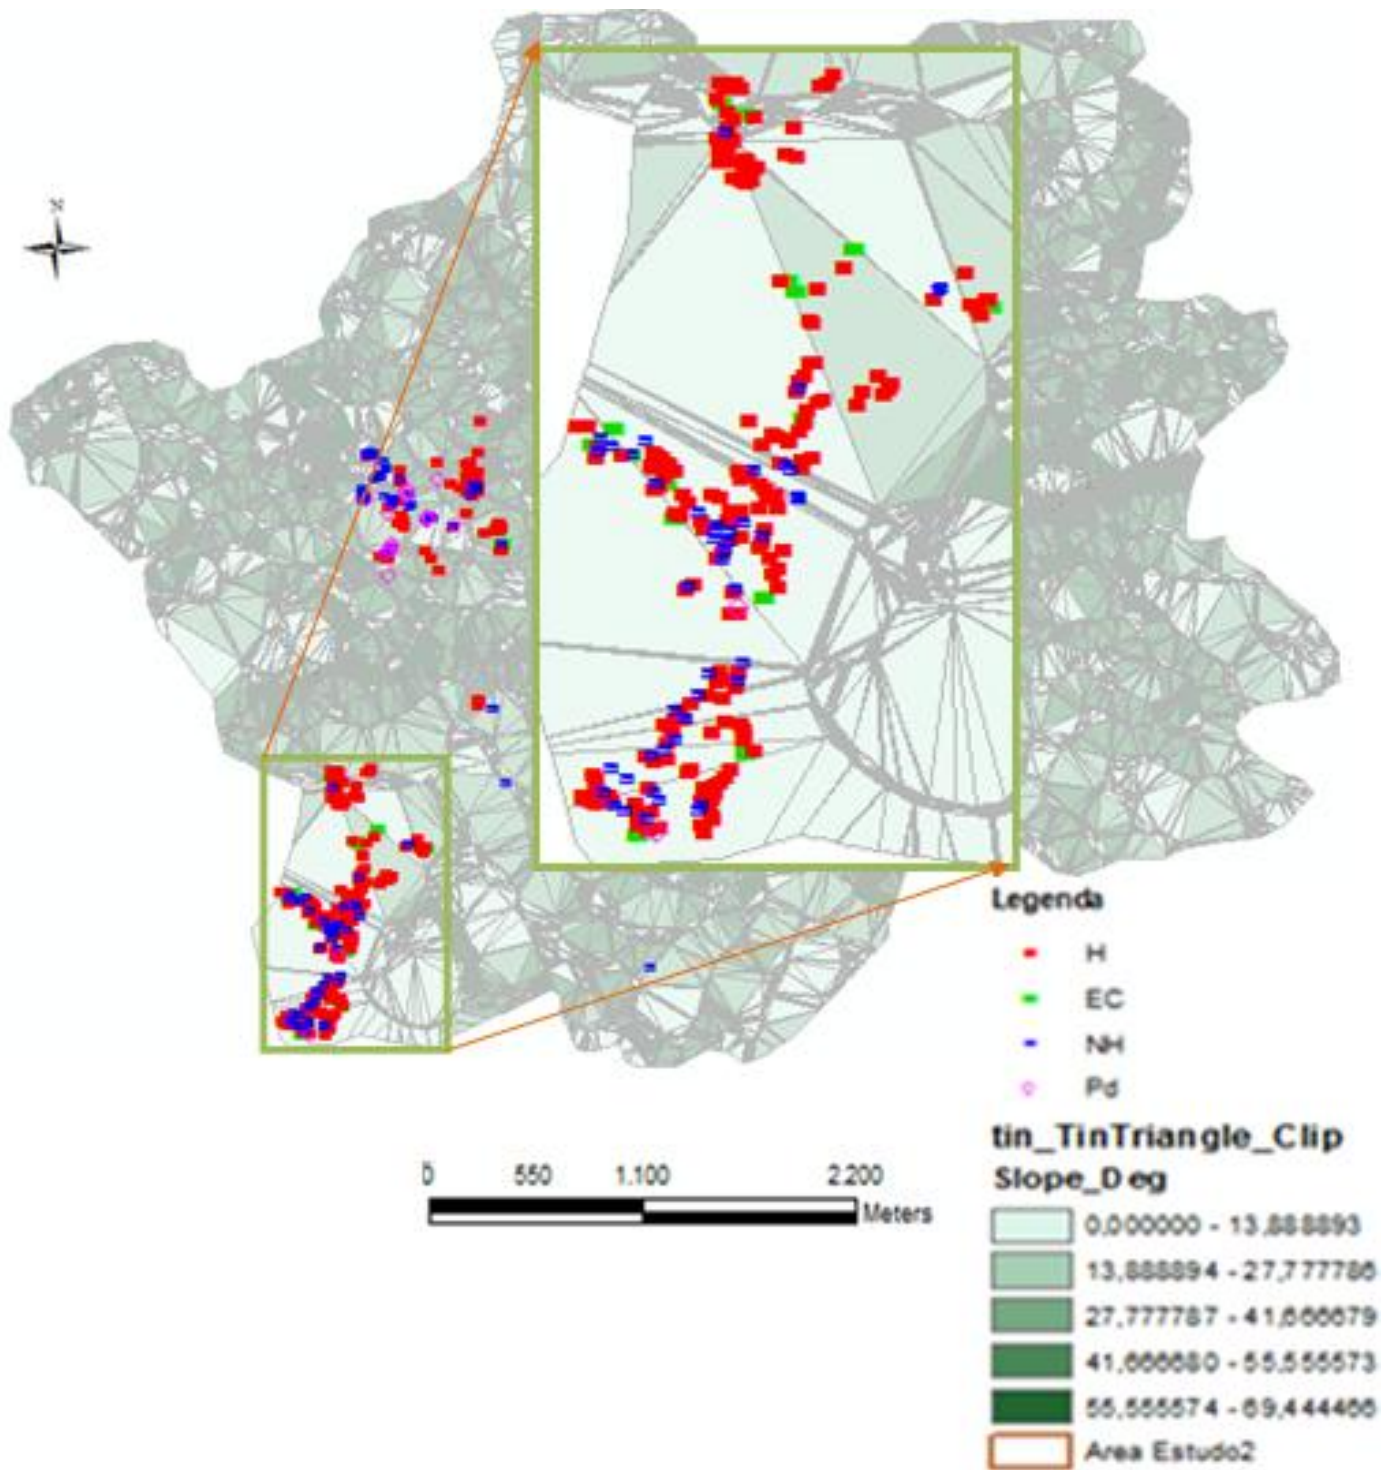 N
Legenda
H
EC
NH
Pd
tin_TinTriangle_Clip
Slope_Deg
0,000000 - 13,888893
13,888894 - 27,777786
27,777787 - 41,666679
41,666680 - 55,555573
55,555574 - 69,444466
Area Estudo2
0 550 1.100 2.200
Meters